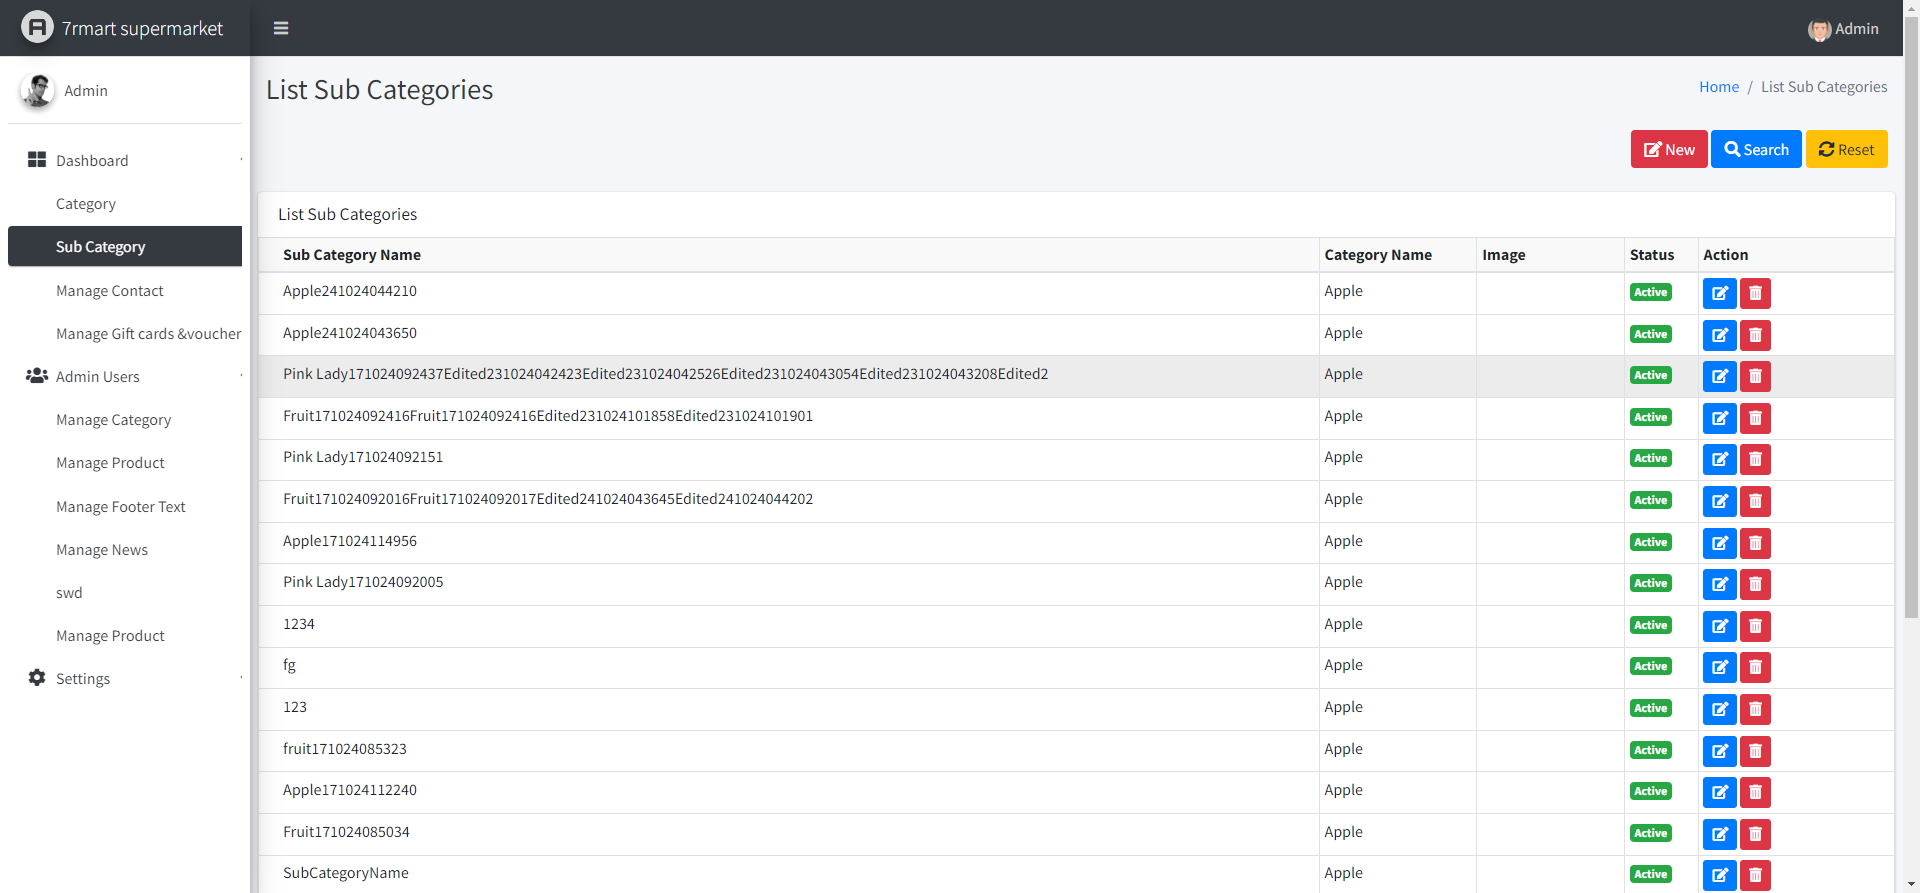 7rmart supermarket
Admin
Admin
List Sub Categories
Home / List Sub Categories
Dashboard
Category
Sub Category
Manage Contact
Manage Gift cards &voucher
Admin Users
Manage Category
Manage Product
Manage Footer Text
Manage News
swd
Manage Product
Settings
New Search Reset
List Sub Categories
Sub Category Name Category Name Image Status Action
Apple241024044210 Apple Active
Apple241024043650 Apple Active
Pink Lady171024092437Edited231024042423Edited231024042526Edited231024043054Edited231024043208Edited2 Apple Active
Fruit171024092416Fruit171024092416Edited231024101858Edited231024101901 Apple Active
Pink Lady171024092151 Apple Active
Fruit171024092016Fruit171024092017Edited241024043645Edited241024044202 Apple Active
Apple171024114956 Apple Active
Pink Lady171024092005 Apple Active
1234 Apple Active
fg Apple Active
123 Apple Active
fruit171024085323 Apple Active
Apple171024112240 Apple Active
Fruit171024085034 Apple Active
SubCategoryName Apple Active